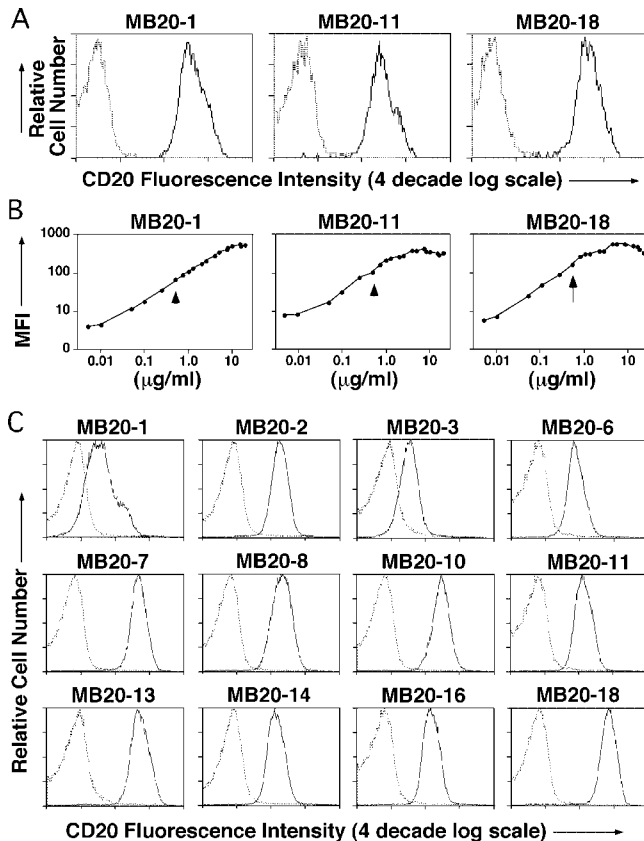 A
MB20-1 MB20-11 MB20-18
Relative
Cell Number
CD20 Fluorescence Intensity (4 decade log scale)
B
MB20-1 MB20-11 MB20-18
MFI
1000
100
10
0
0.01 0.1 1.0 10 0.01 0.1 1.0 10 0.01 0.1 1.0 10
(μg/ml) (μg/ml) (μg/ml)
C
MB20-1 MB20-2 MB20-3 MB20-6
MB20-7 MB20-8 MB20-10 MB20-11
MB20-13 MB20-14 MB20-16 MB20-18
Relative Cell Number
CD20 Fluorescence Intensity (4 decade log scale)